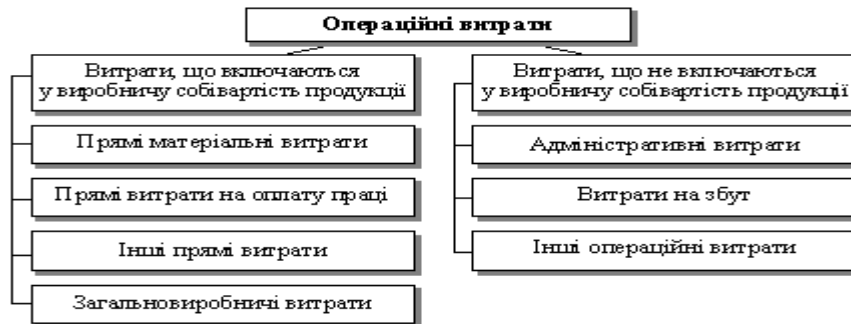 Операційні витрати
Витрати, що включаються
у виробничу собівартість продукції
Прямі матеріальні витрати
Прямі витрати на оплату праці
Інші прямі витрати
Загальновиробничі витрати
Витрати, що не включаються
у виробничу собівартість продукції
Адміністративні витрати
Витрати на збут
Інші операційні витрати